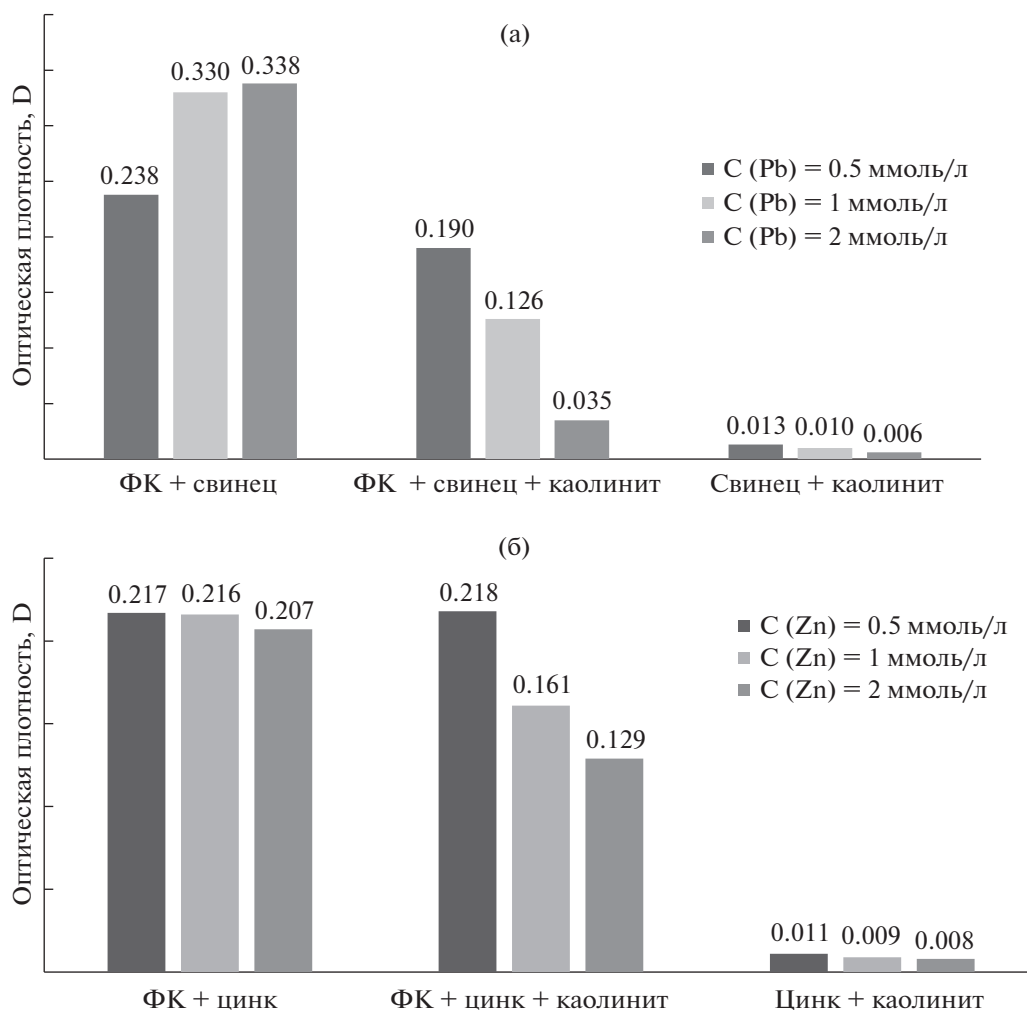 (а)
Оптическая плотность, D
0.238
0.330
0.338
0.190
0.126
0.035
0.013
0.010
0.006
C (Pb) = 0.5 ммоль/л
C (Pb) = 1 ммоль/л
C (Pb) = 2 ммоль/л
ФК + свинец
ФК + свинец + каолинит
Свинец + каолинит
(б)
Оптическая плотность, D
0.217
0.216
0.207
0.218
0.161
0.129
0.011
0.009
0.008
C (Zn) = 0.5 ммоль/л
C (Zn) = 1 ммоль/л
C (Zn) = 2 ммоль/л
ФК + цинк
ФК + цинк + каолинит
Цинк + каолинит